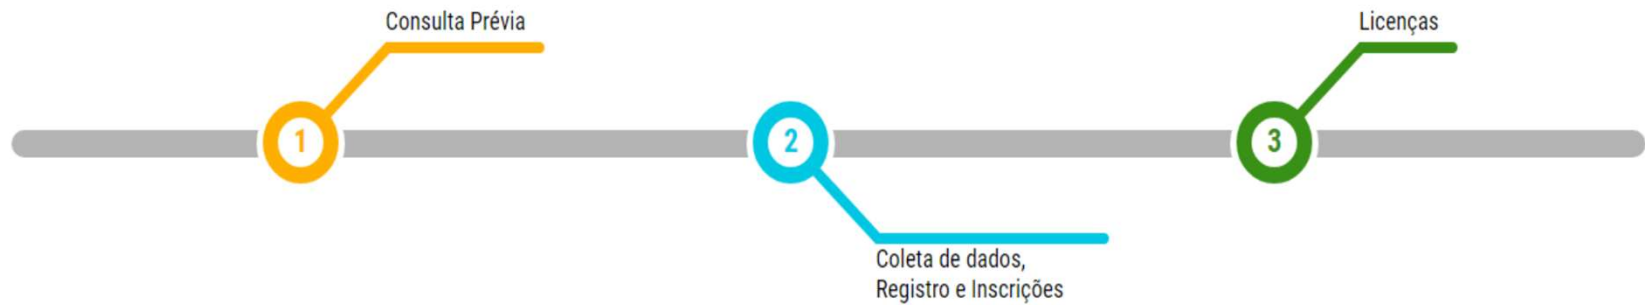 Consulta Prévia
Licenças
1
2
3
Coleta de dados,
Registro e Inscrições